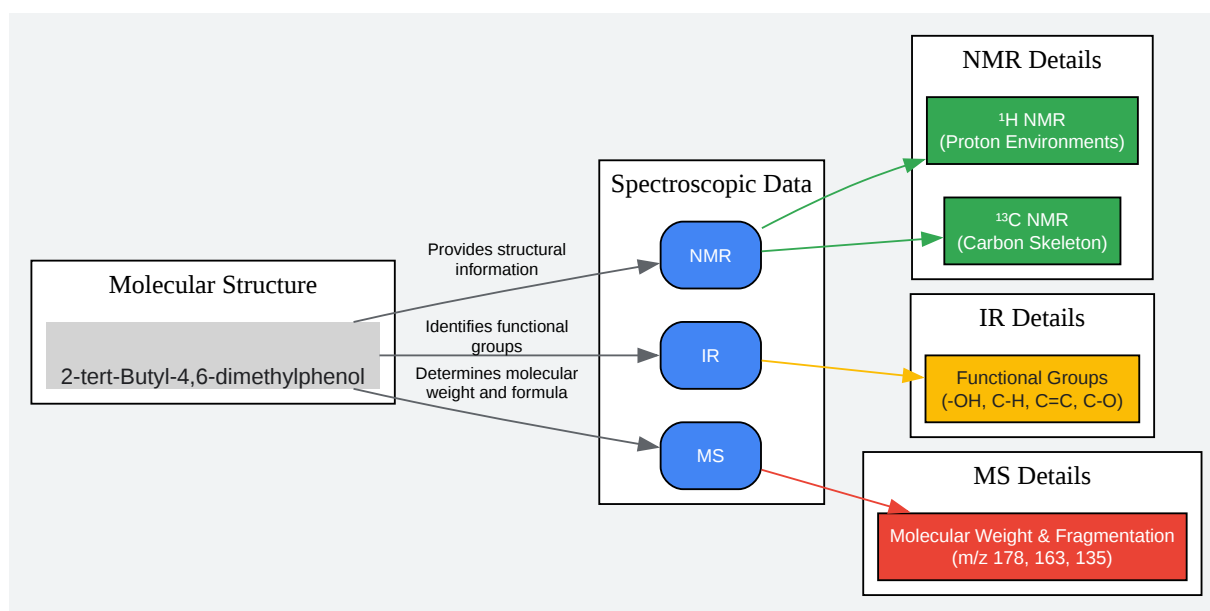 Molecular Structure
2-tert-Butyl-4,6-dimethylphenol
Provides structural
information
Identifies functional
groups
Determines molecular
weight and formula
Spectroscopic Data
NMR
IR
MS
NMR Details
¹H NMR
(Proton Environments)
¹³C NMR
(Carbon Skeleton)
IR Details
Functional Groups
(-OH, C-H, C=C, C-O)
MS Details
Molecular Weight & Fragmentation
(m/z 178, 163, 135)